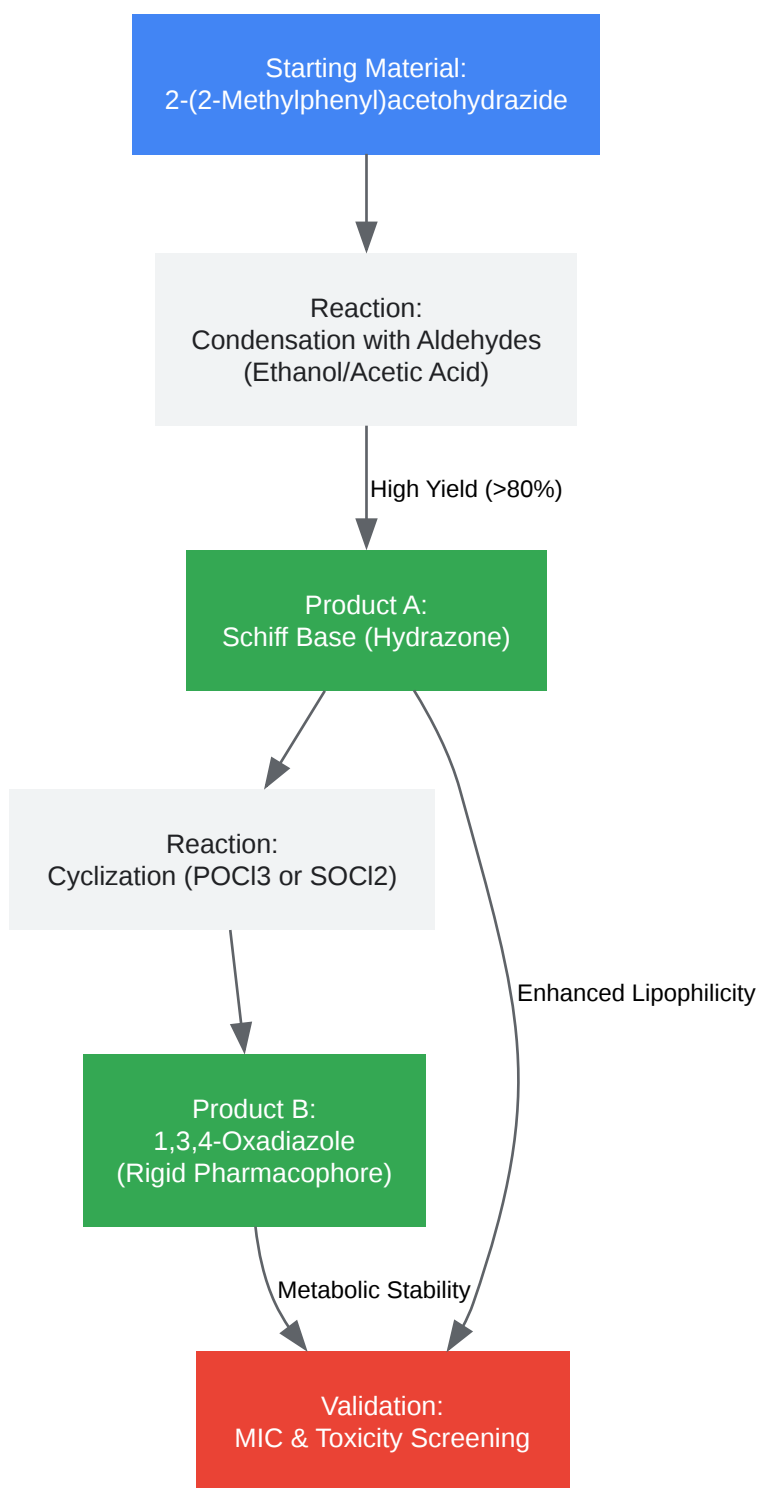 Starting Material:
2-(2-Methylphenyl)acetohydrazide
Reaction:
Condensation with Aldehydes
(Ethanol/Acetic Acid)
High Yield (>80%)
Product A:
Schiff Base (Hydrazone)
Reaction:
Cyclization (POCl3 or SOCl2)
Enhanced Lipophilicity
Product B:
1,3,4-Oxadiazole
(Rigid Pharmacophore)
Metabolic Stability
Validation:
MIC & Toxicity Screening